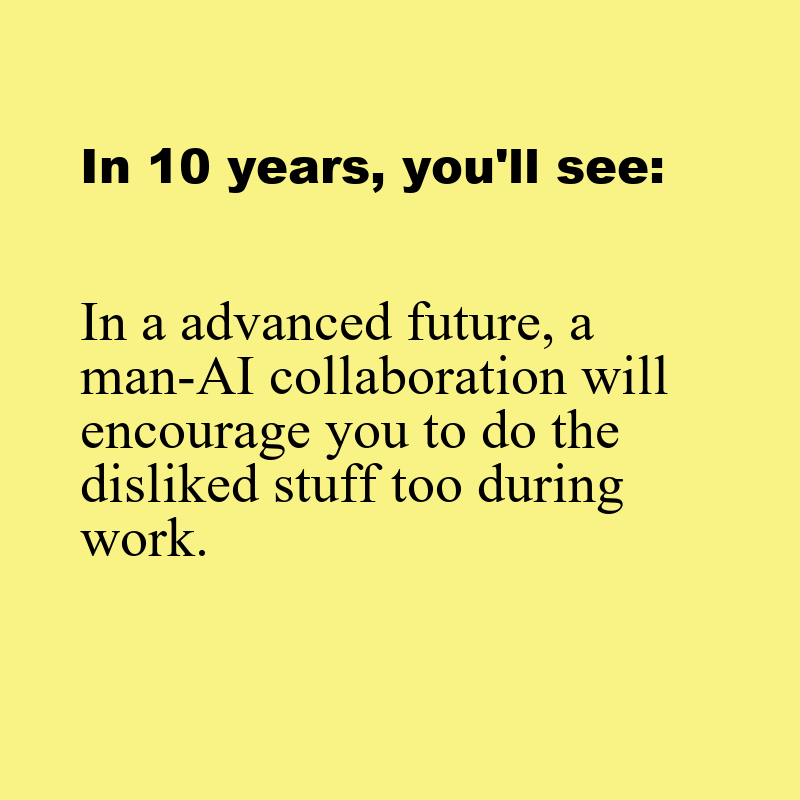 In 10 years, you'll see:
In a advanced future, a
man-AI collaboration will
encourage you to do the
disliked stuff too during
work.